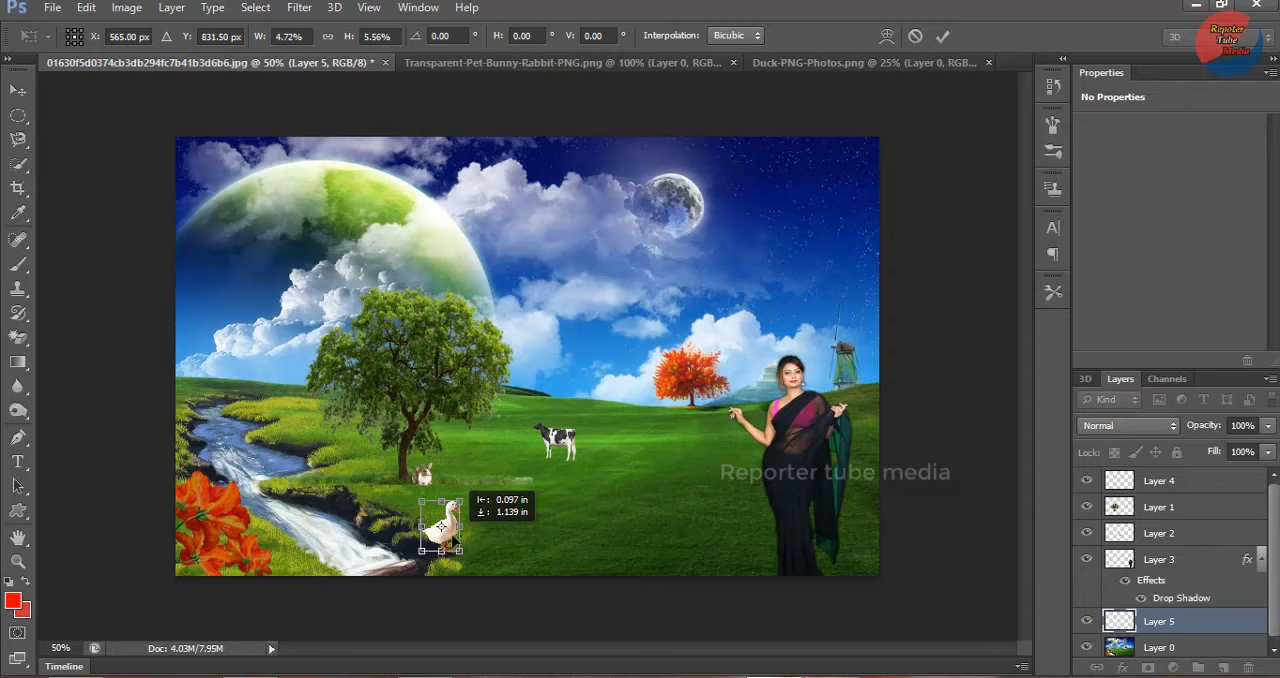 Ps File Edit Image Layer Type Select Filter 3D View Window Help
X: 565.00 px Y: 831.50 px W: 4.72% H: 5.56% 0.00 ° H: 0.00 ° V: 0.00 ° Interpolation: Bicubic 3D
Repoter
Tube
Media
01630f5d0374cb3db294fc7b41b3d6b6.jpg @ 50% (Layer 5, RGB/8) * × Transparent-Pet-Bunny-Rabbit-PNG.png @ 100% (Layer 0, RGB... × Duck-PNG-Photos.png @ 25% (Layer 0, RGB... ×
Properties
No Properties
3D Layers Channels
Kind
Normal Opacity: 100%
Lock: Fill: 100%
Layer 4
Layer 1
Layer 2
Layer 3 fx
Effects
Drop Shadow
Layer 5
Layer 0
Reporter tube media
0.097 in
1.139 in
50% Doc: 4.03M/7.95M
Timeline